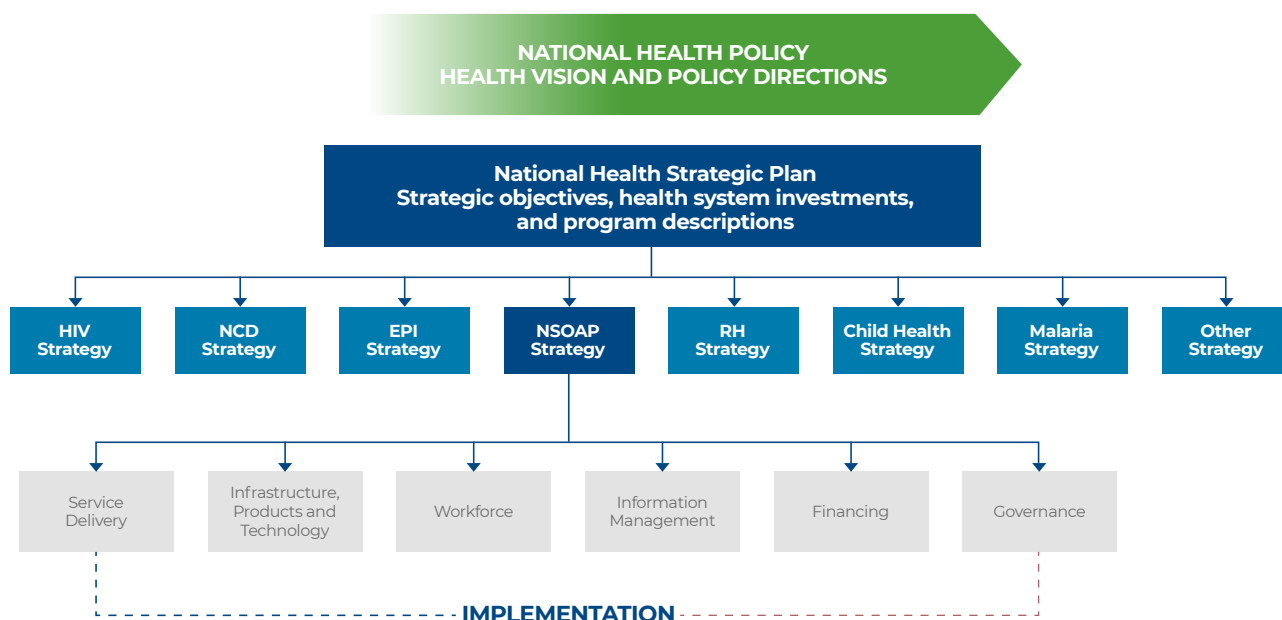 NATIONAL HEALTH POLICY
HEALTH VISION AND POLICY DIRECTIONS
National Health Strategic Plan
Strategic objectives, health system investments,
and program descriptions
HIV
Strategy
NCD
Strategy
EPI
Strategy
NSOAP
Strategy
RH
Strategy
Child Health
Strategy
Malaria
Strategy
Other
Strategy
Service
Delivery
Infrastructure,
Products and
Technology
Workforce
Information
Management
Financing
Governance
IMPLEMENTATION